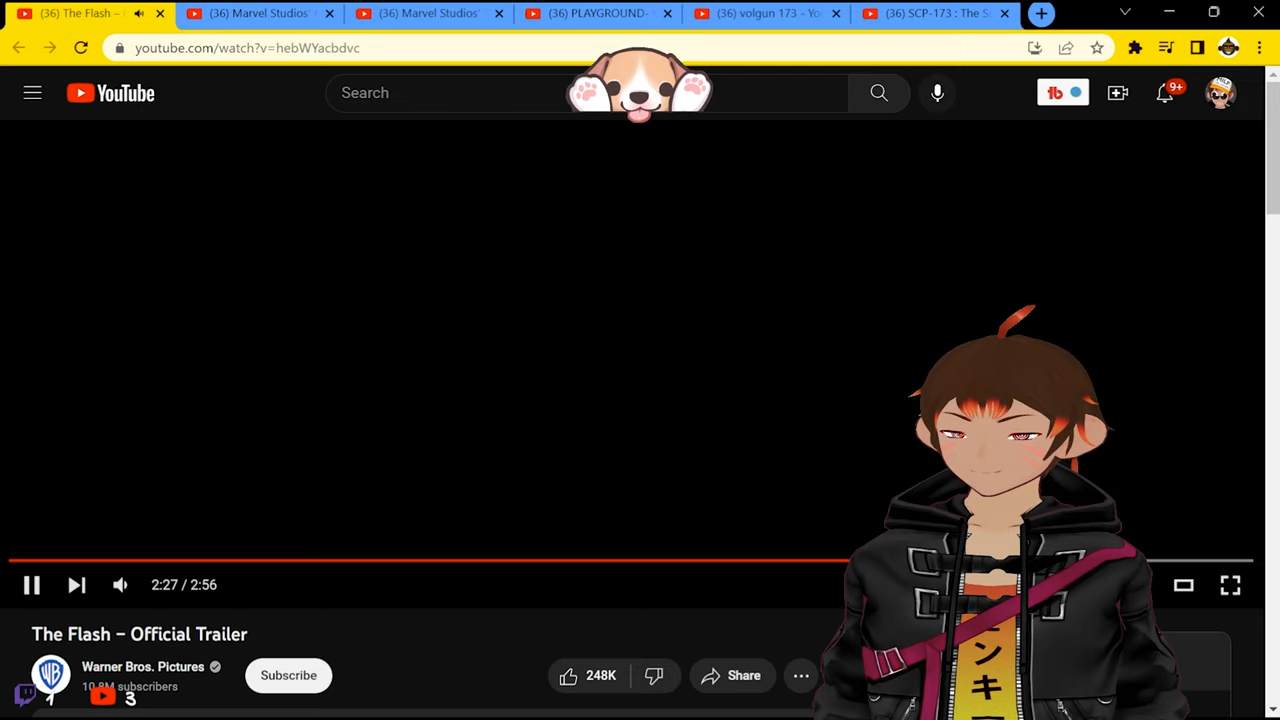 (36) The Flash –
(36) Marvel Studios'
(36) Marvel Studios'
(36) PLAYGROUND-
(36) volgun 173 - Yo
(36) SCP-173 : The S
youtube.com/watch?v=hebWYacbdvc
YouTube
Search
9+
2:27 / 2:56
The Flash – Official Trailer
Warner Bros. Pictures
10.8M subscribers
Subscribe
248K
Share
3
ンキ